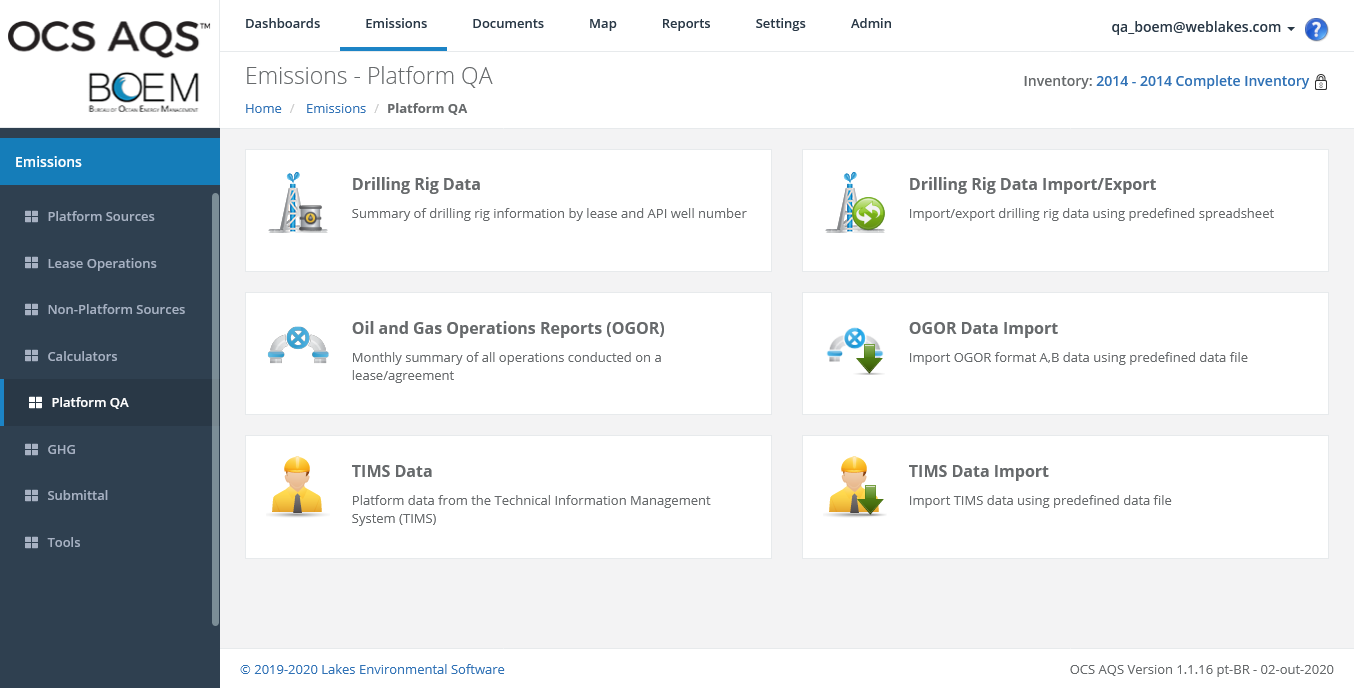 OCS AQS™
BOEM
Bureau of Ocean Energy Management
Dashboards
Emissions
Documents
Map
Reports
Settings
Admin
qa_boem@weblakes.com
?
Emissions - Platform QA
Home / Emissions / Platform QA
Inventory: 2014 - 2014 Complete Inventory
Emissions
Platform Sources
Lease Operations
Non-Platform Sources
Calculators
Platform QA
GHG
Submittal
Tools
Drilling Rig Data
Summary of drilling rig information by lease and API well number
Drilling Rig Data Import/Export
Import/export drilling rig data using predefined spreadsheet
Oil and Gas Operations Reports (OGOR)
Monthly summary of all operations conducted on a
lease/agreement
OGOR Data Import
Import OGOR format A,B data using predefined data file
TIMS Data
Platform data from the Technical Information Management
System (TIMS)
TIMS Data Import
Import TIMS data using predefined data file
© 2019-2020 Lakes Environmental Software
OCS AQS Version 1.1.16 pt-BR - 02-out-2020